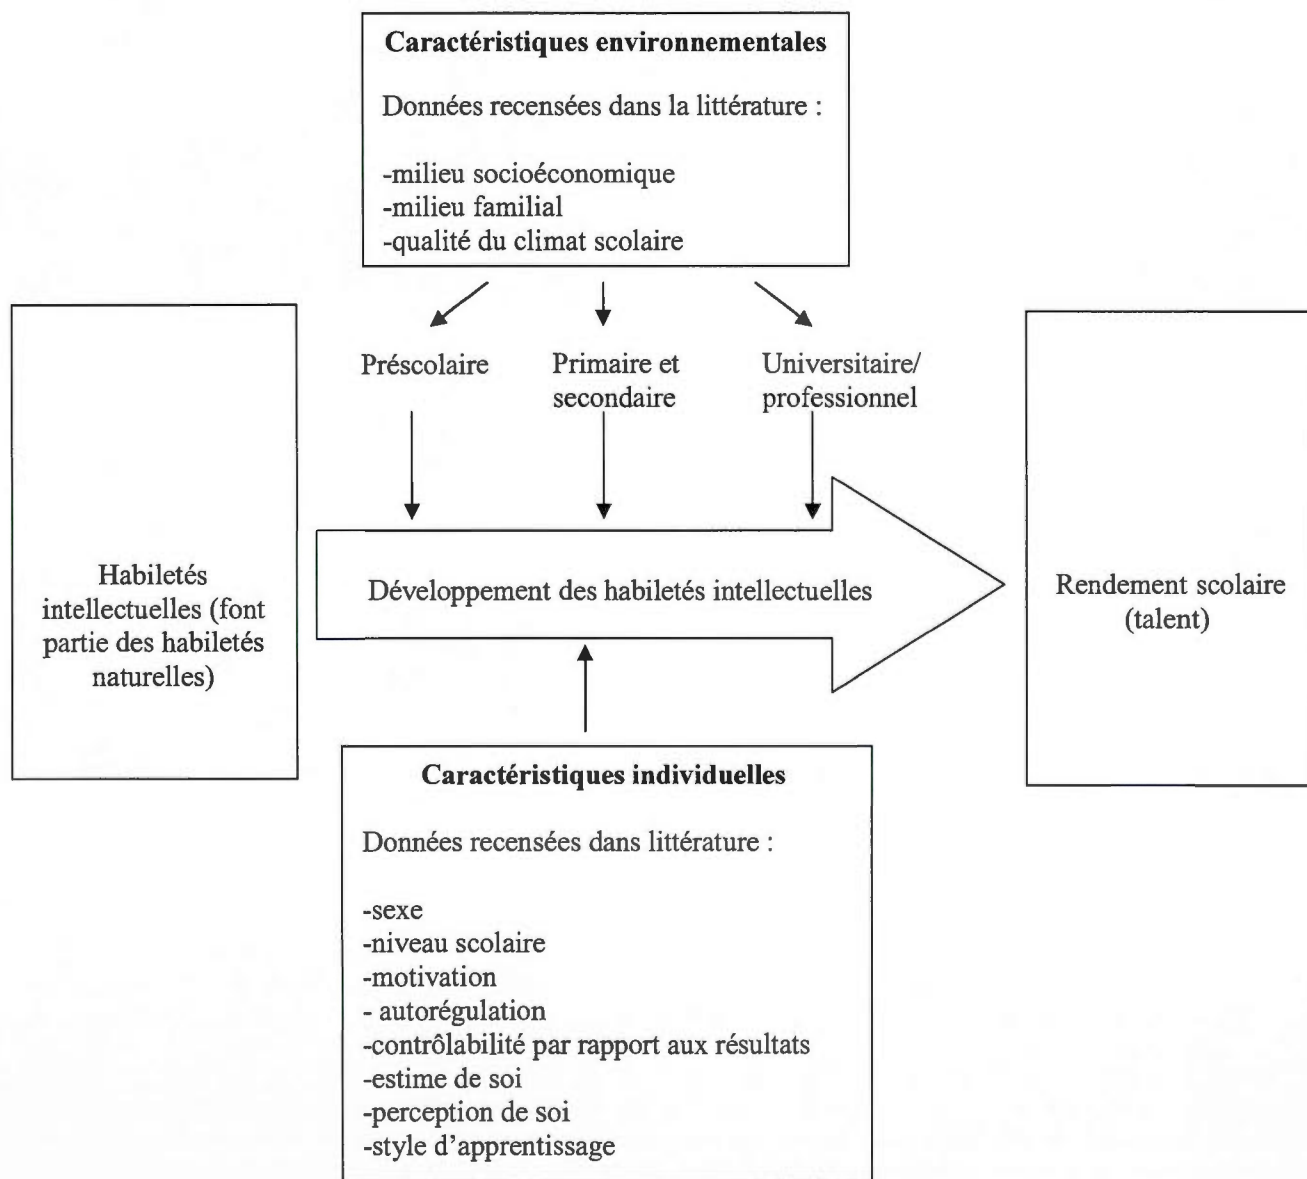 Caractéristiques environnementales
Données recensées dans la littérature :
-milieu socioéconomique
-milieu familial
-qualité du climat scolaire
Préscolaire
Primaire et
secondaire
Universitaire/
professionnel
Habiletés
intellectuelles (font
partie des habiletés
naturelles)
Développement des habiletés intellectuelles
Rendement scolaire
(talent)
Caractéristiques individuelles
Données recensées dans littérature :
-sexe
-niveau scolaire
-motivation
- autorégulation
-contrôlabilité par rapport aux résultats
-estime de soi
-perception de soi
-style d'apprentissage